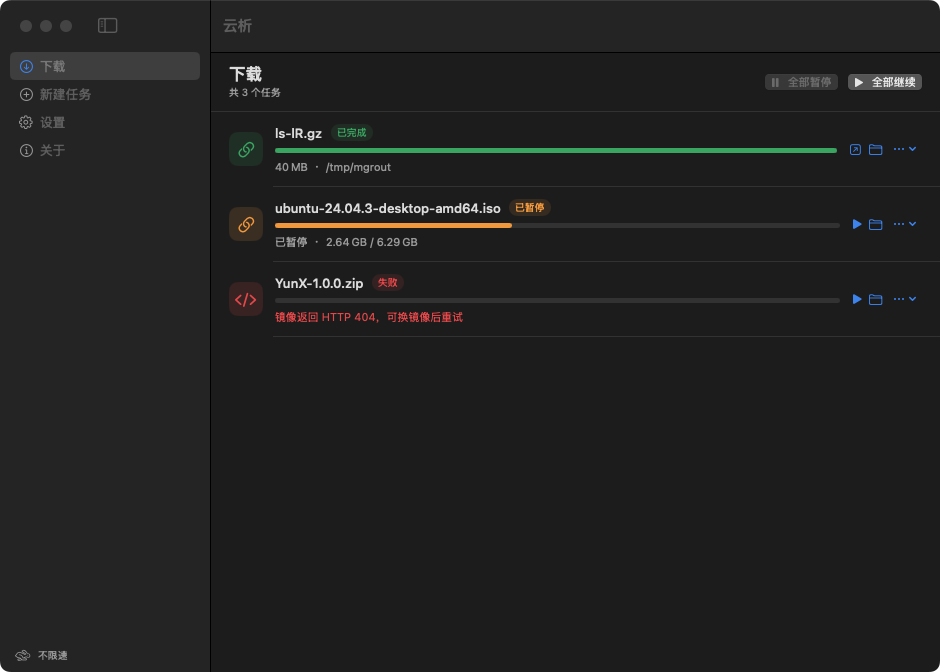 云析
下载
新建任务
设置
关于
不限速
下载
共 3 个任务
全部暂停
全部继续
ls-lR.gz 已完成
40 MB · /tmp/mgrout
ubuntu-24.04.3-desktop-amd64.iso 已暂停
已暂停 · 2.64 GB / 6.29 GB
YunX-1.0.0.zip 失败
镜像返回 HTTP 404，可换镜像后重试